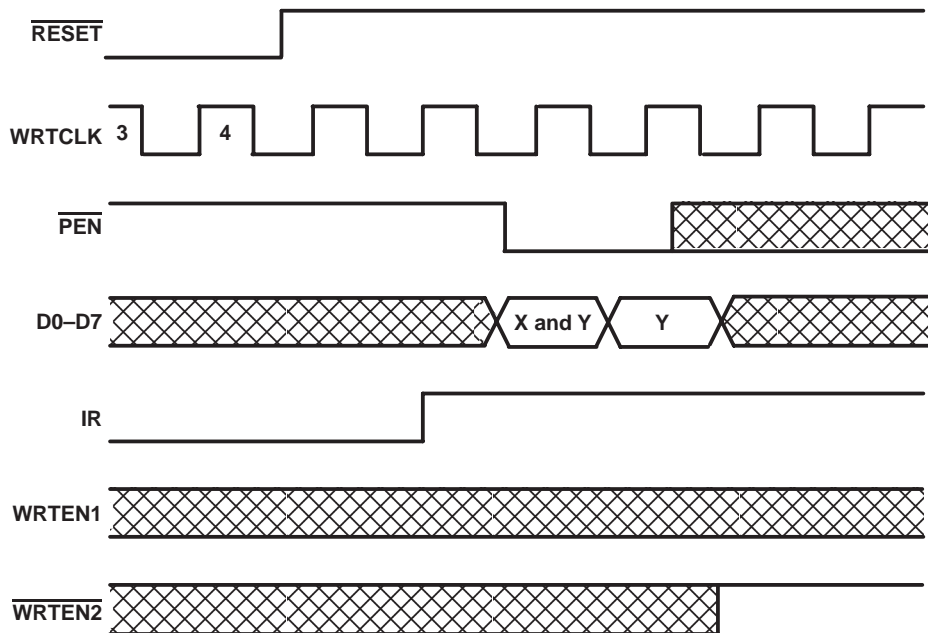 RESET
WRTCLK 3 4
PEN
D0–D7 X and Y Y
IR
WRTEN1
WRTEN2